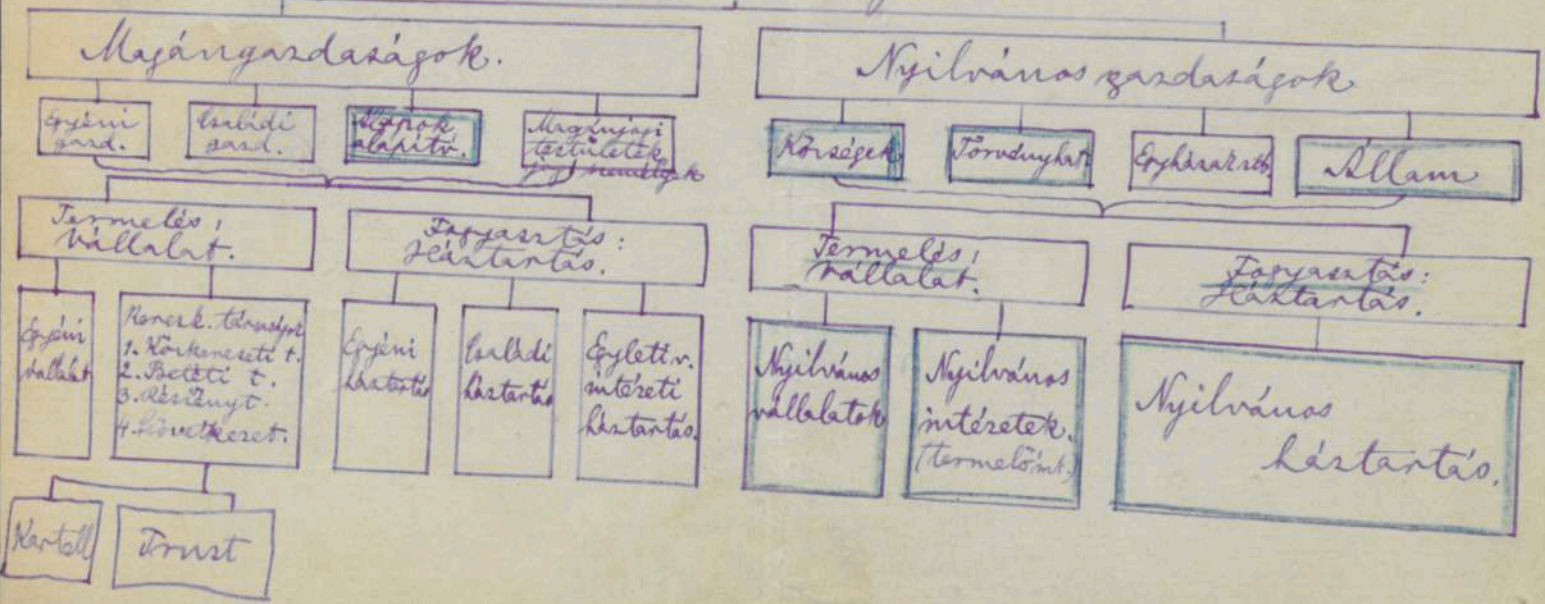 Magángazdaságok.
Nyilvános gazdaságok
Egyéni
gazd.
Családi
gazd.
Alapok
alapítv.
Magánjogi
testületek
Községek
Törvényhat.
Állam
Termelés:
Vállalat.
Fogyasztás:
Háztartás.
Termelés:
Vállalat.
Fogyasztás:
Háztartás.
Egyéni
vállalat
Keresk. társaságok
1. Közkereseti t.
2. Betéti t.
3. Részvényt.
4. Szövetkezet.
Egyéni
háztartás
Családi
háztartás
Egyleti v.
intézeti
háztartás.
Nyilvános
vállalatok
Nyilvános
intézetek.
(termelő int.)
Nyilvános
háztartás.
Kartell
Trust